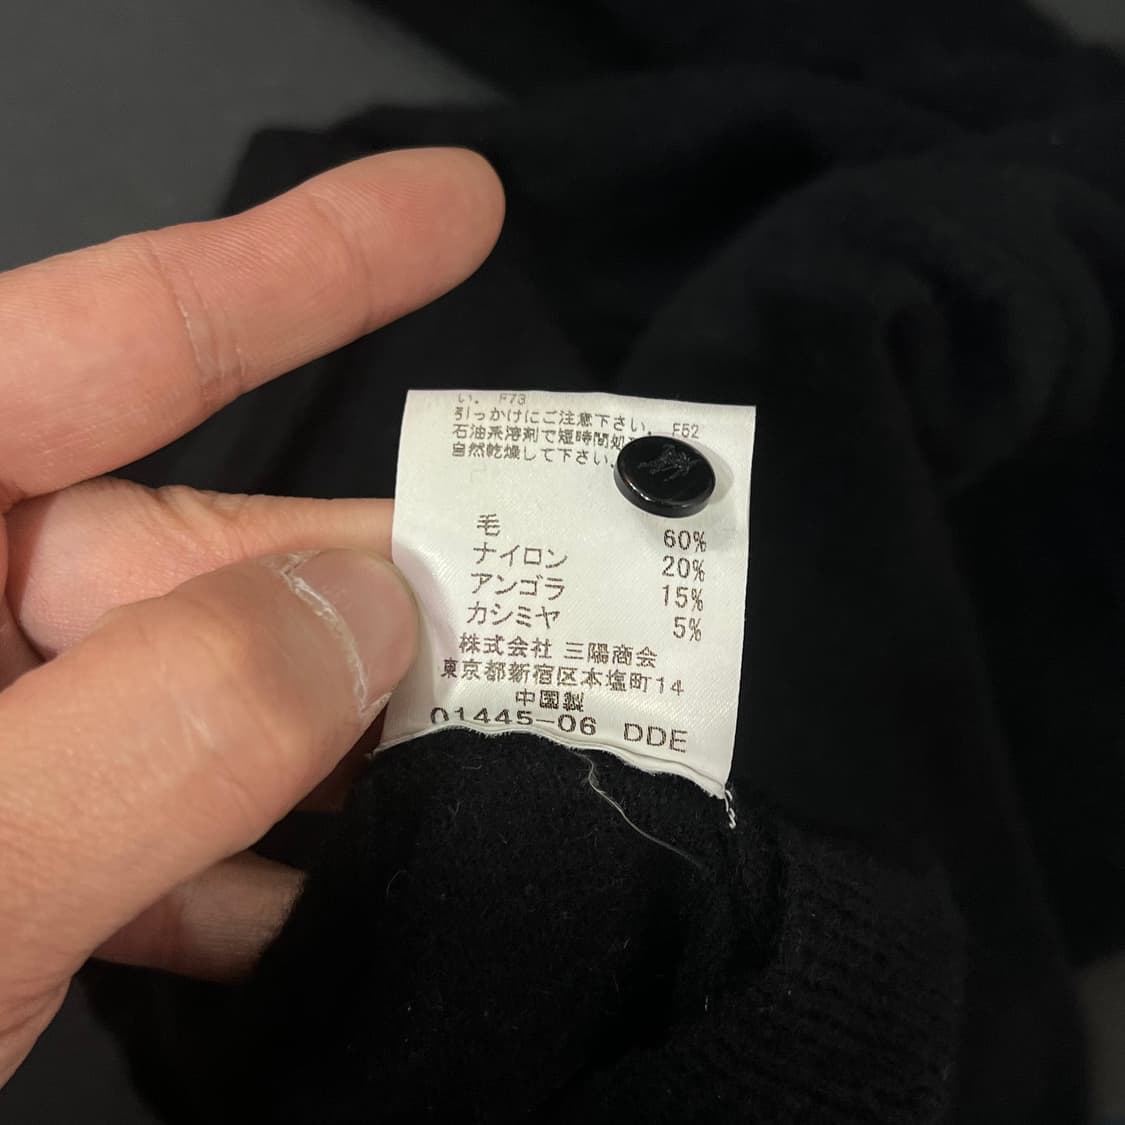 い。 F73
引っかけにご注意下さい。 F52
石油系溶剤で短時間処
自然乾燥して下さい。
毛 60%
ナイロン 20%
アンゴラ 15%
カシミヤ 5%
株式会社 三陽商会
東京都新宿区本塩町14
中国製
01445-06 DDE